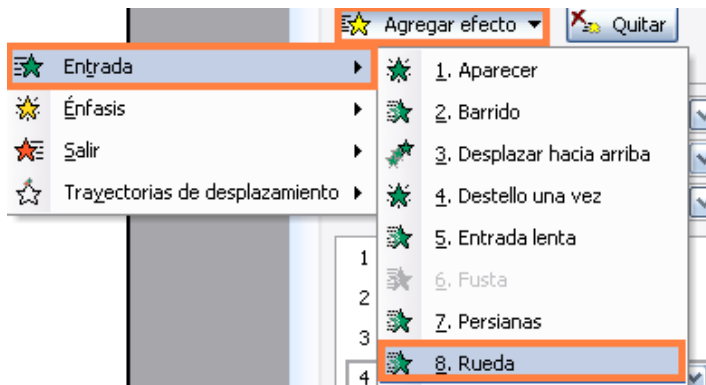 Agregar efecto
Quitar
Entrada
Énfasis
Salir
Trayectorias de desplazamiento
1. Aparecer
2. Barrido
3. Desplazar hacia arriba
4. Destello una vez
5. Entrada lenta
6. Fusta
7. Persianas
8. Rueda
1
2
3
4